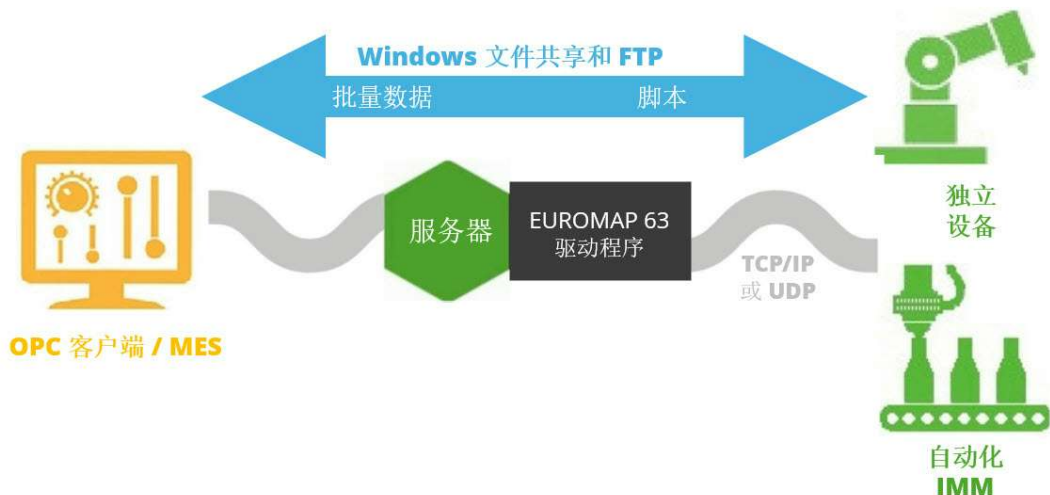 Windows 文件共享和 FTP
批量数据
脚本
服务器
EUROMAP 63
驱动程序
TCP/IP
或 UDP
独立
设备
OPC 客户端 / MES
自动化
IMM